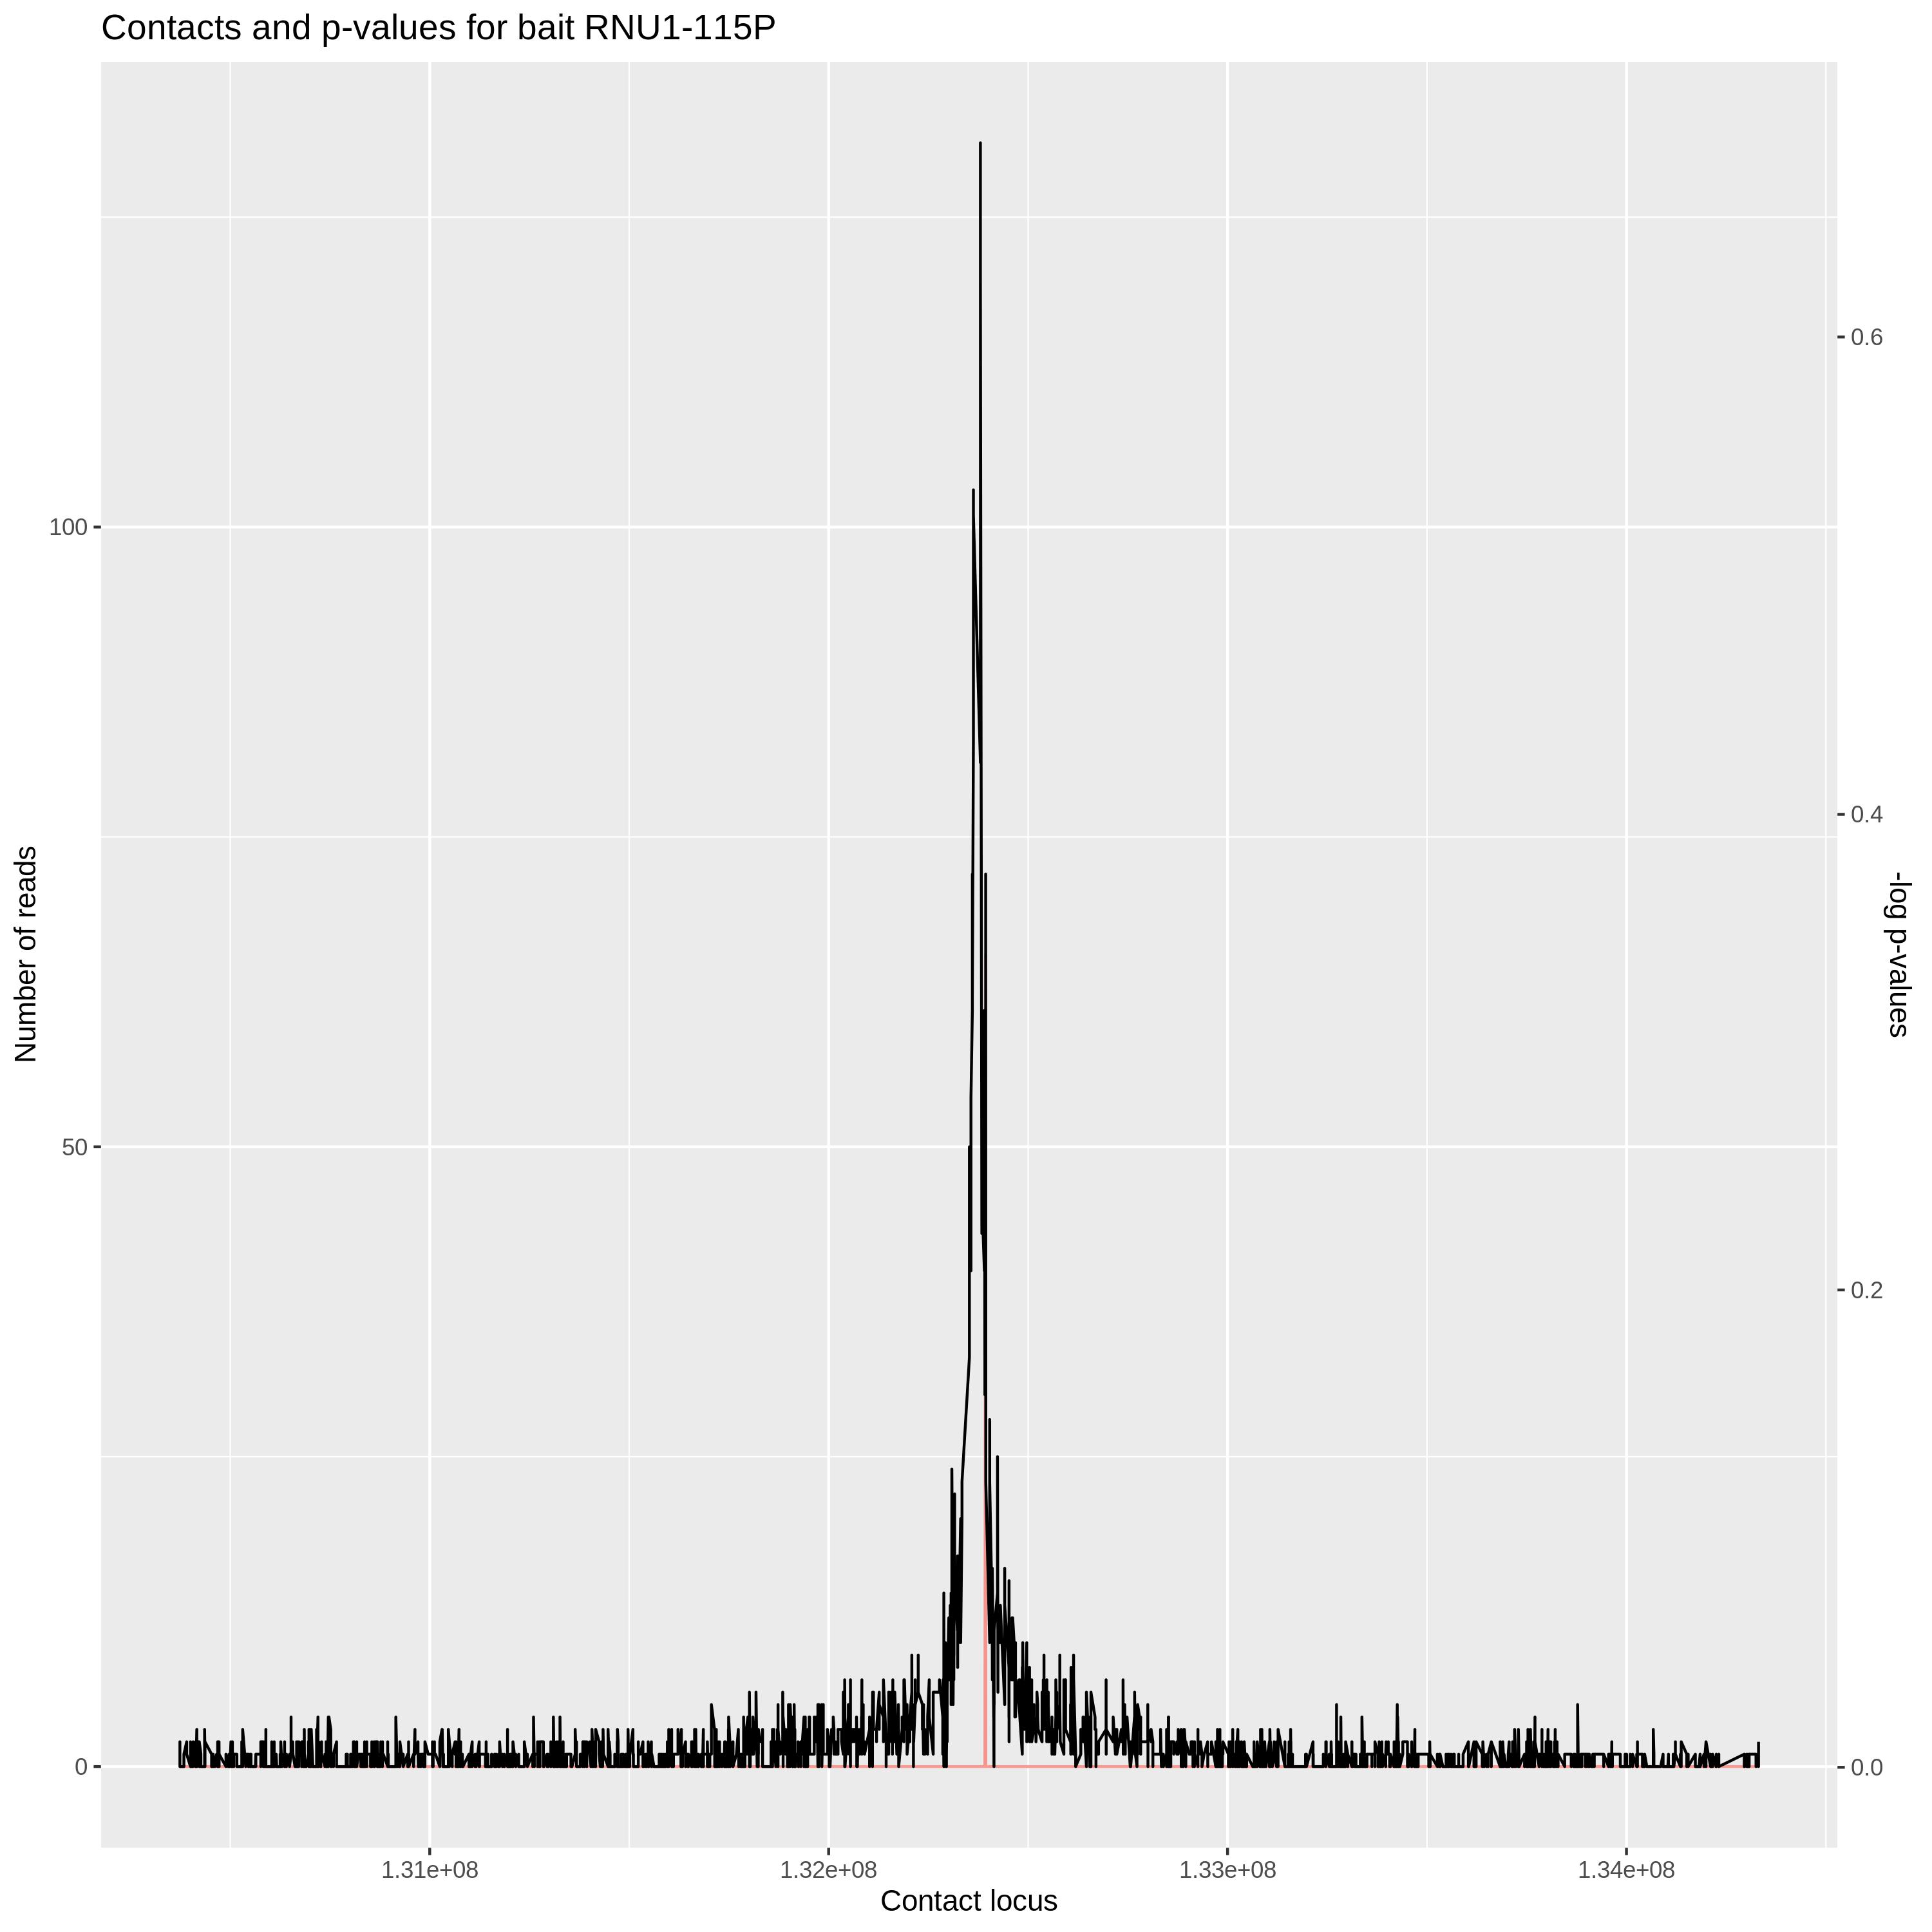 Contacts and p-values for bait RNU1-115P
Number of reads
100
50
0
0.6
0.4
0.2
0.0
-log p-values
1.31e+08
1.32e+08
1.33e+08
1.34e+08
Contact locus